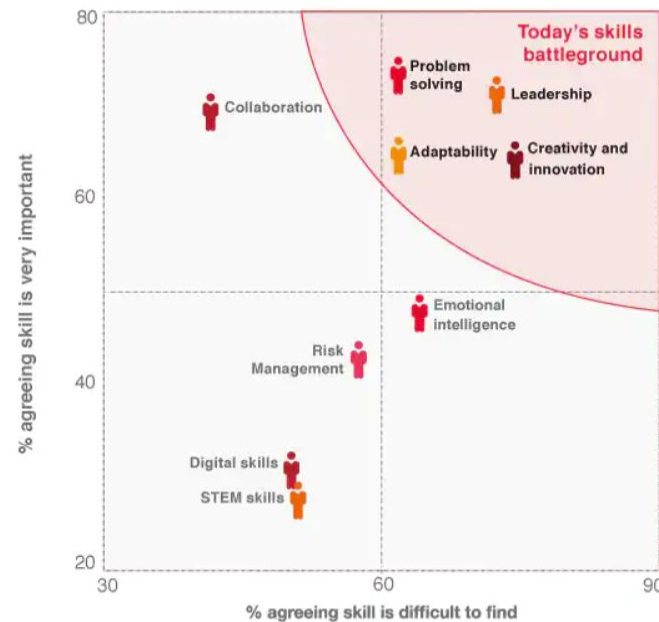 80
Today's skills
battleground
Problem
solving
Leadership
Collaboration
Adaptability
Creativity and
innovation
60
% agreeing skill is very important
Emotional
intelligence
Risk
Management
40
Digital skills
STEM skills
20
30
60
90
% agreeing skill is difficult to find